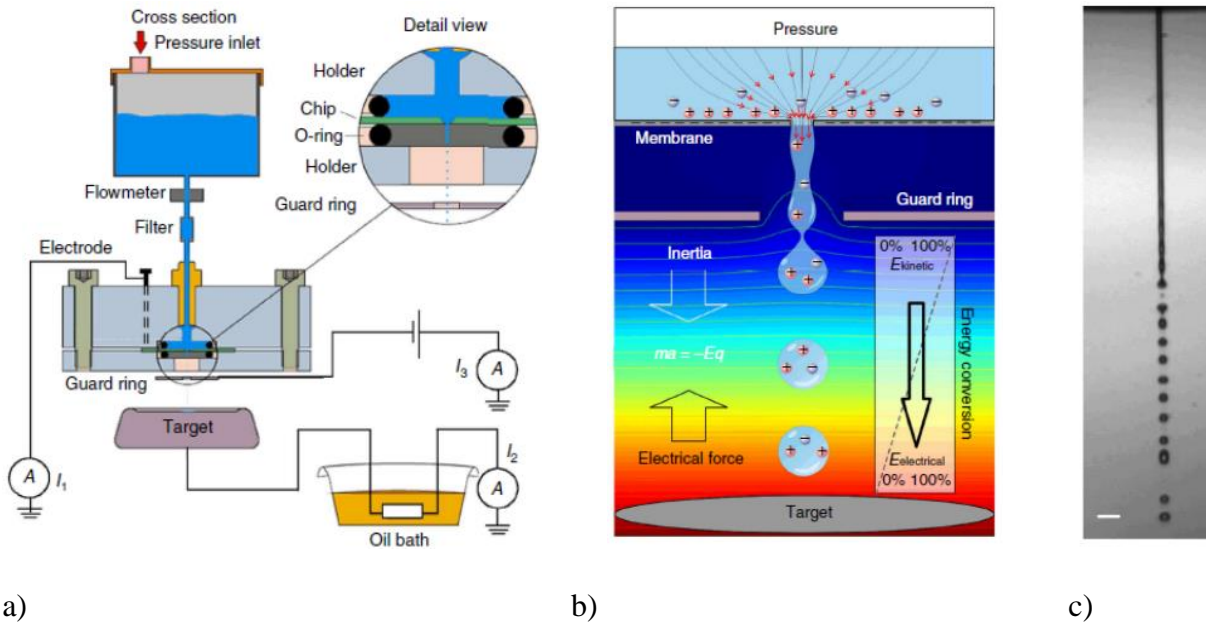 Cross section
Pressure inlet
Detail view
Holder
Chip
O-ring
Holder
Guard ring
Flowmeter
Filter
Electrode
Guard ring
Target
A
I1
A
I3
A
I2
Oil bath
Pressure
Membrane
Guard ring
Inertia
ma = –Eq
Electrical force
0% 100%
Ekinetic
Energy conversion
Eelectrical
0% 100%
Target
a) b) c)